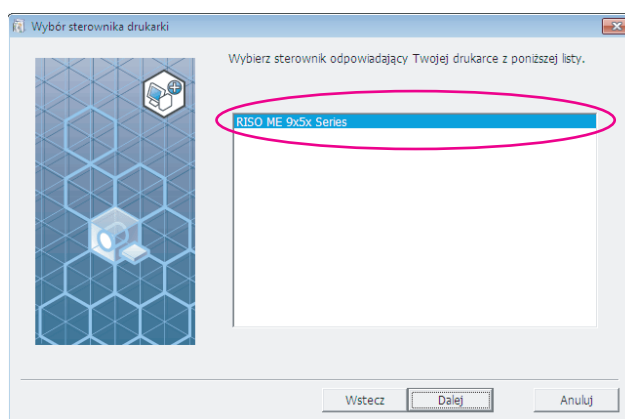 Wybór sterownika drukarki
Wybierz sterownik odpowiadający Twojej drukarce z poniższej listy.
RISO ME 9x5x Series
Wstecz
Dalej
Anuluj